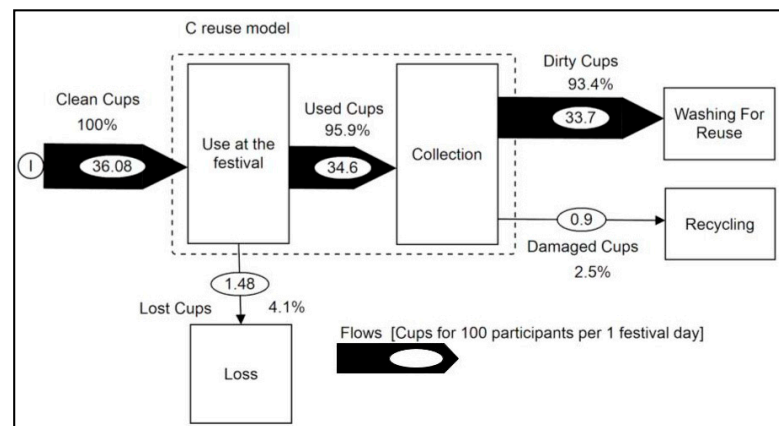 C reuse model
Clean Cups
100%
I
36.08
Use at the
festival
Used Cups
95.9%
34.6
Collection
Dirty Cups
93.4%
33.7
Washing For
Reuse
0.9
Damaged Cups
2.5%
Recycling
1.48
Lost Cups
4.1%
Loss
Flows [Cups for 100 participants per 1 festival day]